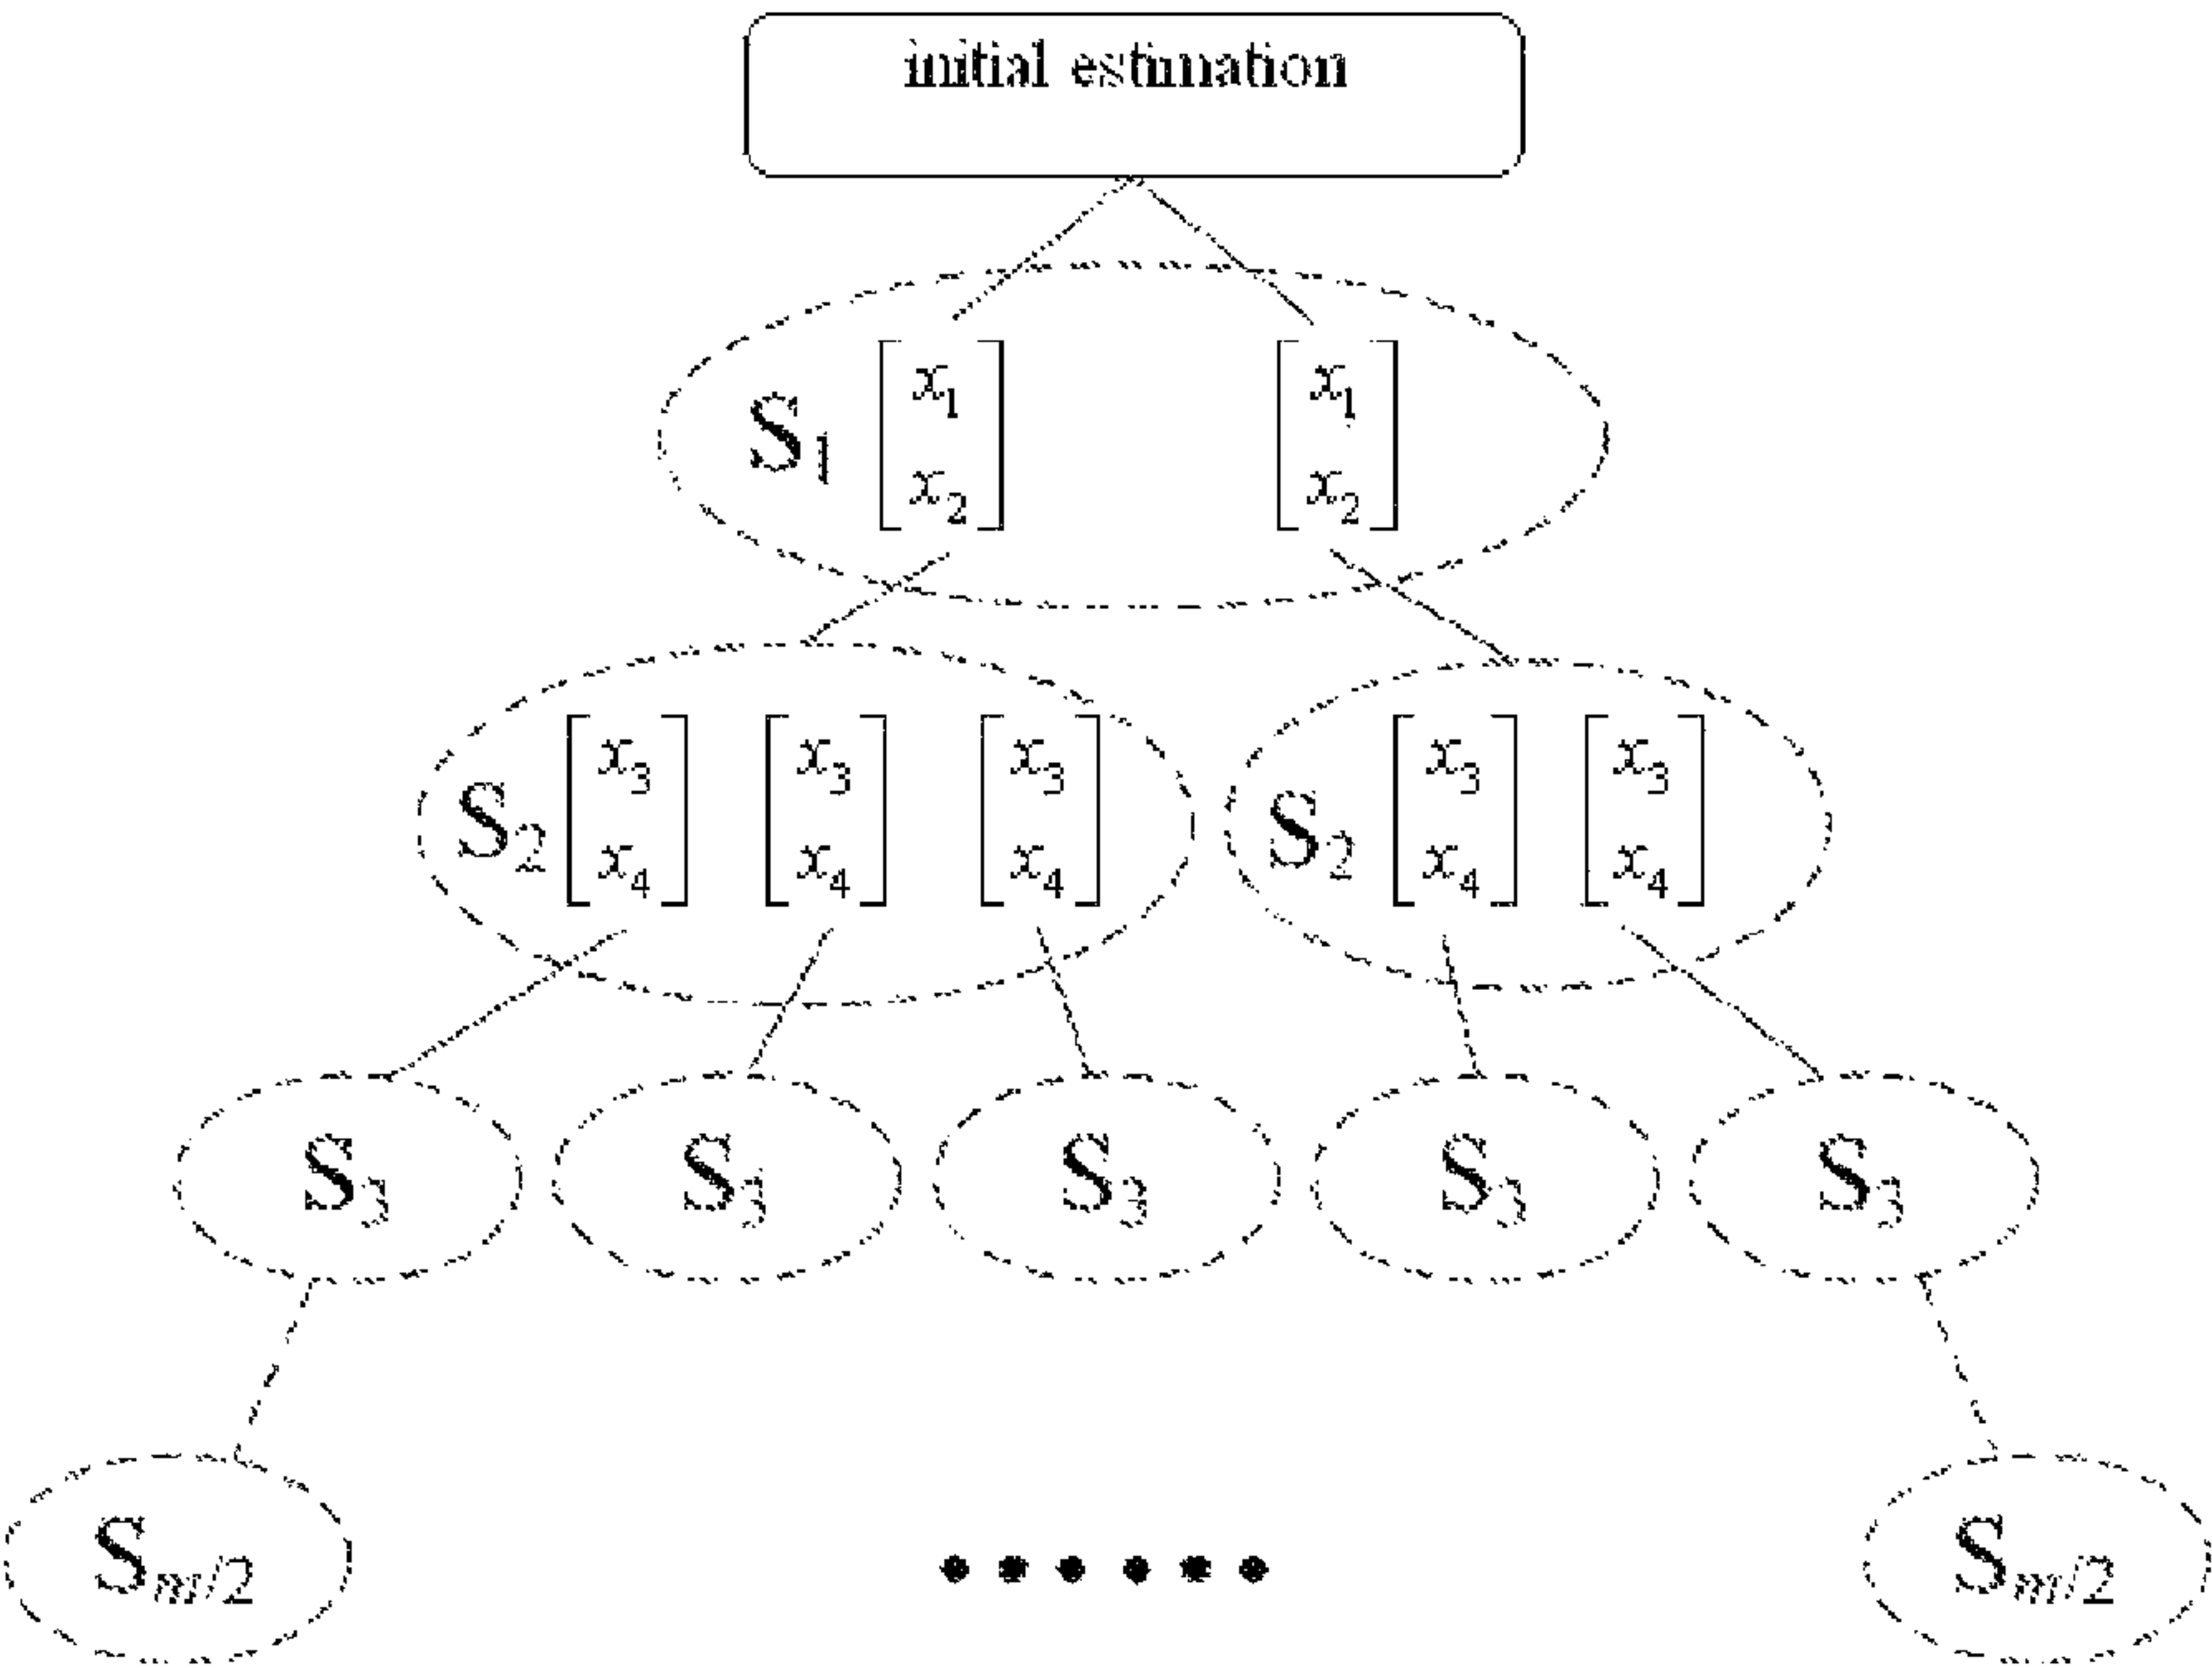 initial estimation
S1 [x1 x2] [x1 x2]
S2 [x3 x4] [x3 x4] [x3 x4] S2 [x3 x4] [x3 x4]
S3 S3 S3 S3 S3
Sm/2 ...... Sm/2